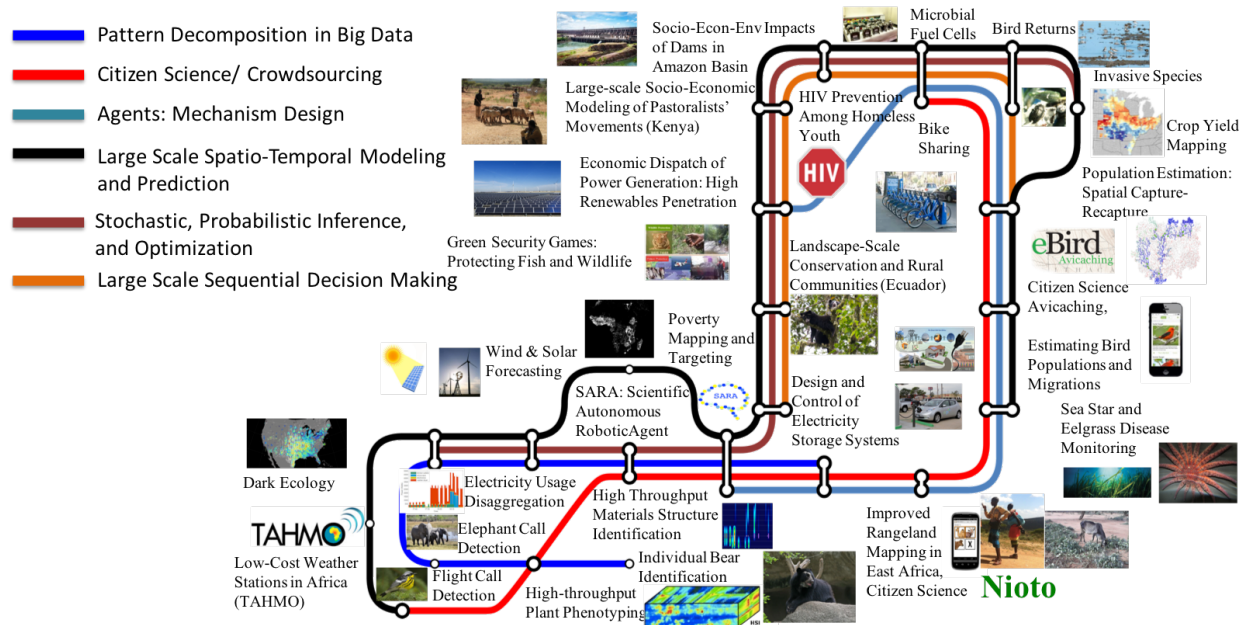 Pattern Decomposition in Big Data
Citizen Science/ Crowdsourcing
Agents: Mechanism Design
Large Scale Spatio-Temporal Modeling
and Prediction
Stochastic, Probabilistic Inference,
and Optimization
Large Scale Sequential Decision Making
Socio-Econ-Env Impacts
of Dams in
Amazon Basin
Microbial
Fuel Cells
Bird Returns
Invasive Species
Large-scale Socio-Economic
Modeling of Pastoralists'
Movements (Kenya)
HIV Prevention
Among Homeless
Youth
Bike
Sharing
Crop Yield
Mapping
HIV
Economic Dispatch of
Power Generation: High
Renewables Penetration
Population Estimation:
Spatial Capture-
Recapture
Green Security Games:
Protecting Fish and Wildlife
Landscape-Scale
Conservation and Rural
Communities (Ecuador)
eBird
Avicaching
ITHACA
Citizen Science
Avicaching,
Poverty
Mapping and
Targeting
Wind & Solar
Forecasting
Estimating Bird
Populations and
Migrations
SARA: Scientific
Autonomous
RoboticAgent
SARA
Design and
Control of
Electricity
Storage Systems
Sea Star and
Eelgrass Disease
Monitoring
Dark Ecology
Electricity Usage
Disaggregation
High Throughput
Materials Structure
Identification
TAHMO
Low-Cost Weather
Stations in Africa
(TAHMO)
Elephant Call
Detection
Flight Call
Detection
Individual Bear
Identification
High-throughput
Plant Phenotyping
HSI
Improved
Rangeland
Mapping in
East Africa,
Citizen Science
Nioto